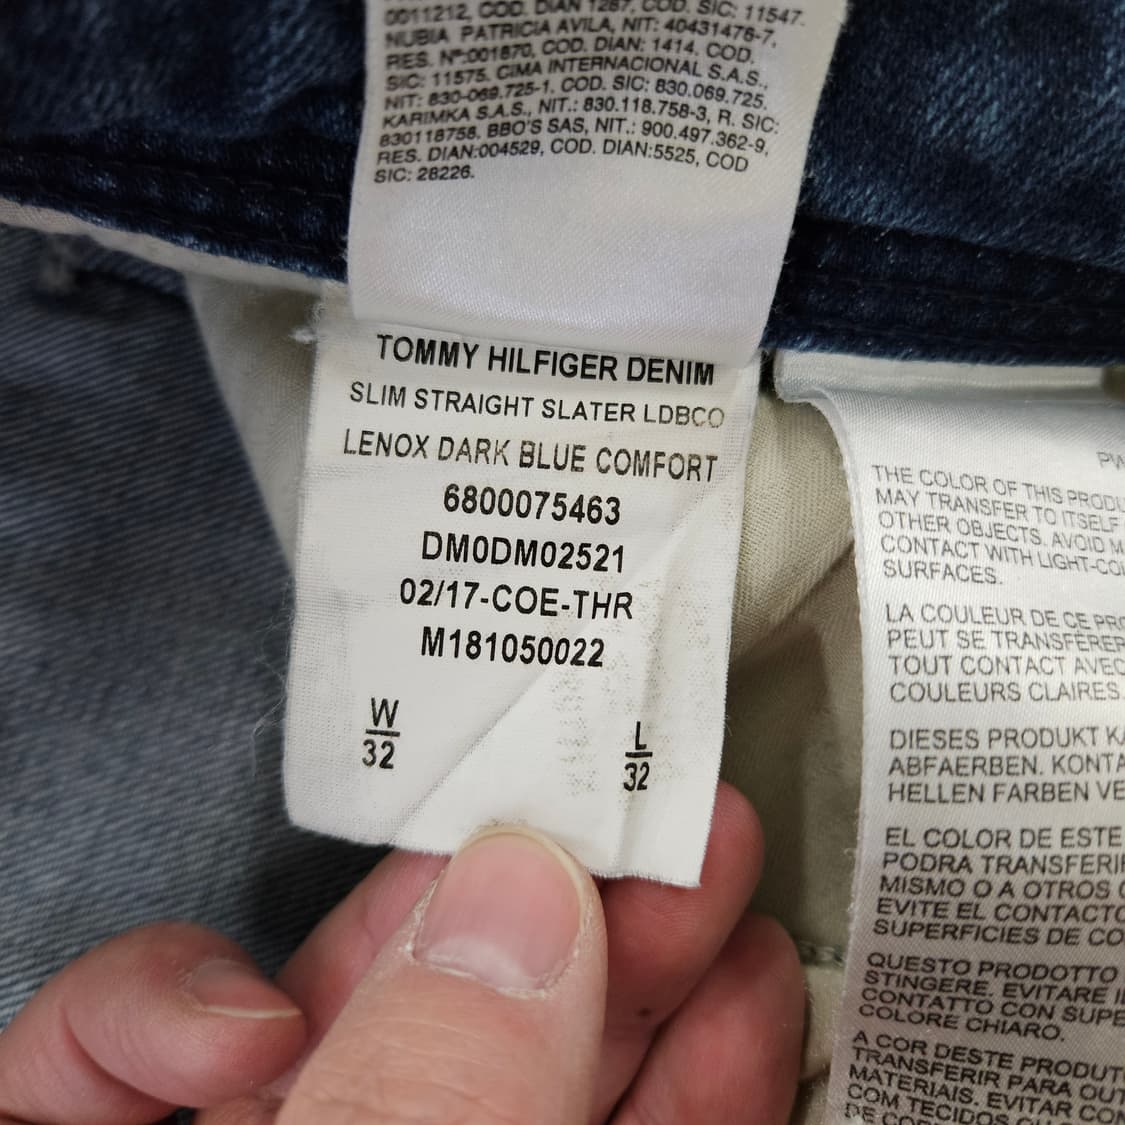 0011212, COD. DIAN 1287, COD. SIC: 11547.
NUBIA PATRICIA AVILA, NIT: 40431476-7,
RES. Nº:001870, COD. DIAN: 1414, COD.
SIC: 11575. CIMA INTERNACIONAL S.A.S.,
NIT: 830-069.725-1, COD. SIC: 830.069.725.
KARIMKA S.A.S., NIT.: 830.118.758-3, R. SIC:
830118758. BBO'S SAS, NIT.: 900.497.362-9,
RES. DIAN:004529, COD. DIAN:5525, COD
SIC: 28226.
TOMMY HILFIGER DENIM
SLIM STRAIGHT SLATER LDBCO
LENOX DARK BLUE COMFORT
6800075463
DM0DM02521
02/17-COE-THR
M181050022
W
32
L
32
THE COLOR OF THIS
MAY TRANSFER TO ITSELF
OTHER OBJECTS. AVOID
CONTACT WITH
SURFACES.
LA COULEUR DE CE
PEUT SE TRANSFÉRER
TOUT CONTACT AVEC
COULEURS CLAIRES.
DIESES PRODUKT
ABFAERBEN.
HELLEN FARBEN
EL COLOR DE ESTE
PODRA
MISMO O A OTROS
EVITE EL CONTACTO
SUPERFICIES DE
QUESTO PRODOTTO
STINGERE. EVITARE
CONTATTO CON
COLORE CHIARO.
A COR DESTE
TRANSFERIR PARA
MATERIAIS. EVITAR
COM TECIDOS